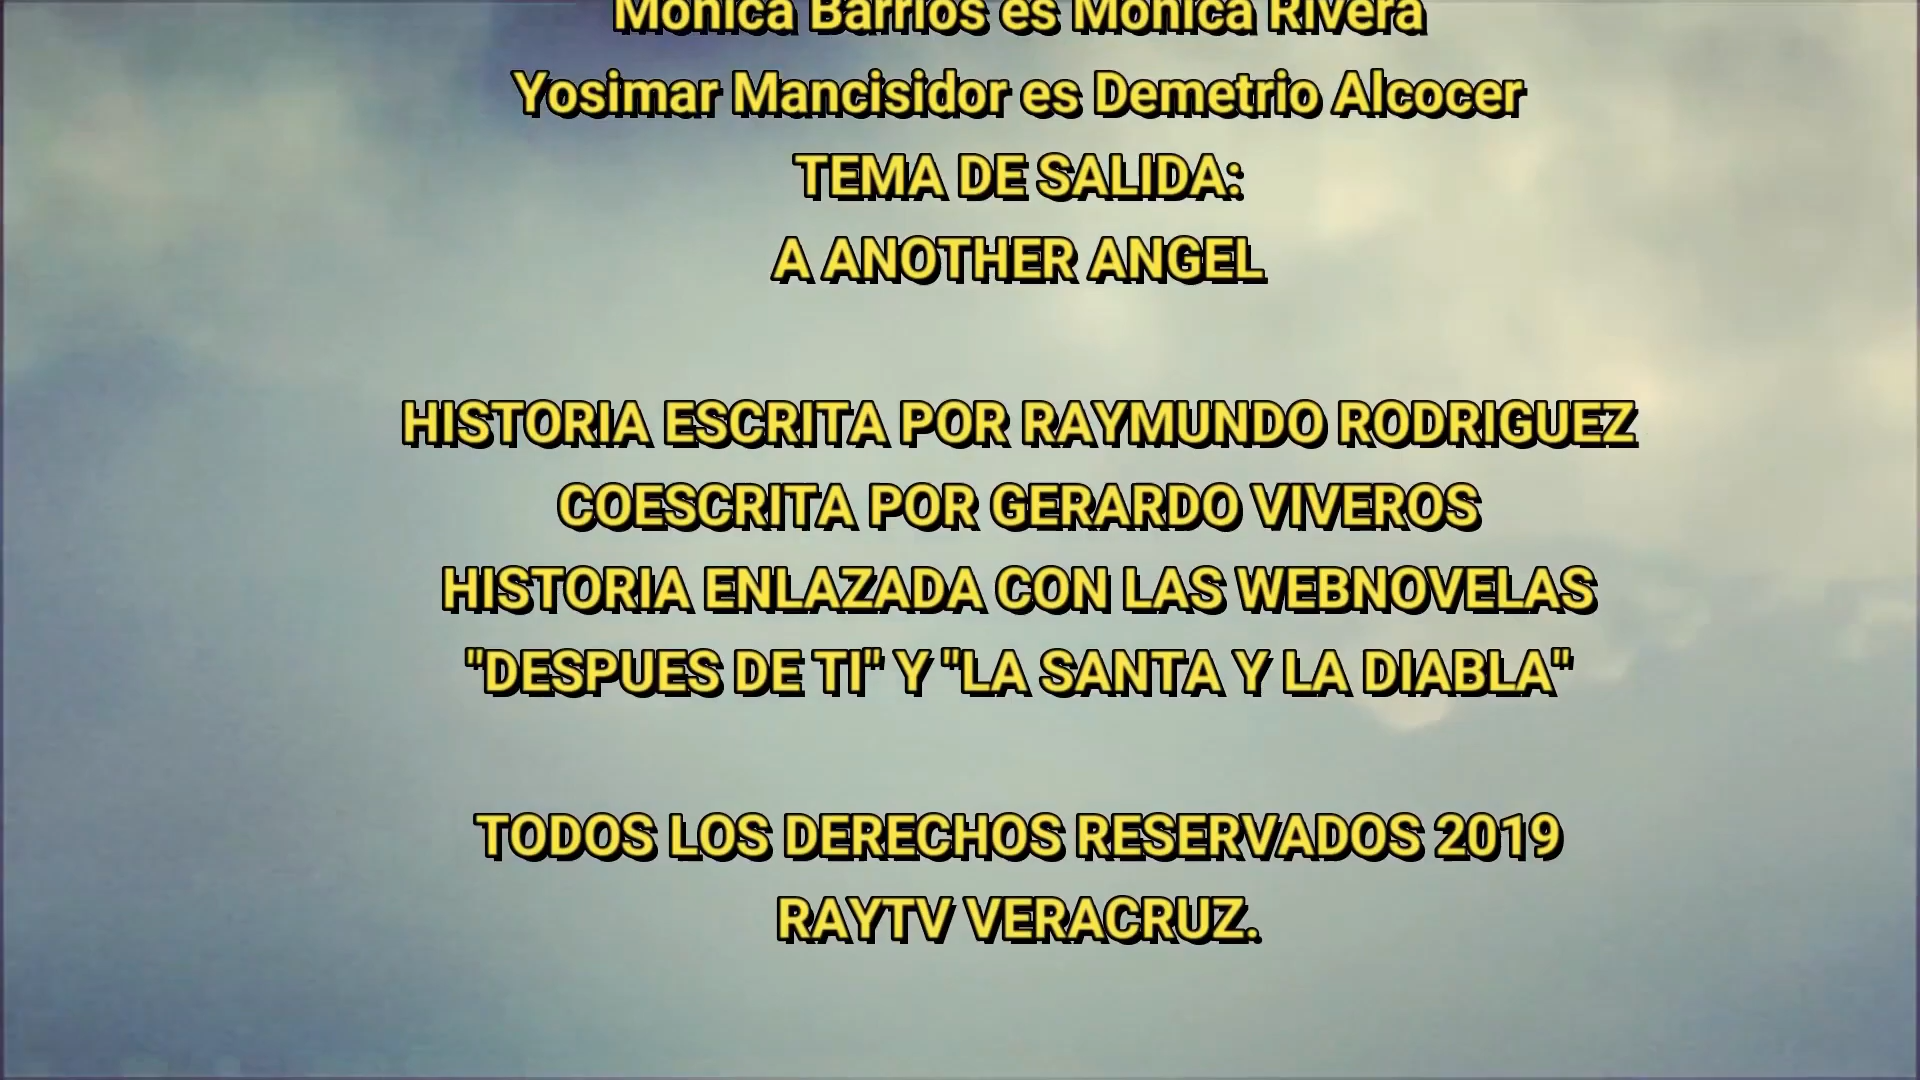 Monica Barrios es Monica Rivera
Yosimar Mancisidor es Demetrio Alcocer
TEMA DE SALIDA:
A ANOTHER ANGEL
HISTORIA ESCRITA POR RAYMUNDO RODRIGUEZ
COESCRITA POR GERARDO VIVEROS
HISTORIA ENLAZADA CON LAS WEBNOVELAS
"DESPUES DE TI" Y "LA SANTA Y LA DIABLA"
TODOS LOS DERECHOS RESERVADOS 2019
RAYTV VERACRUZ.